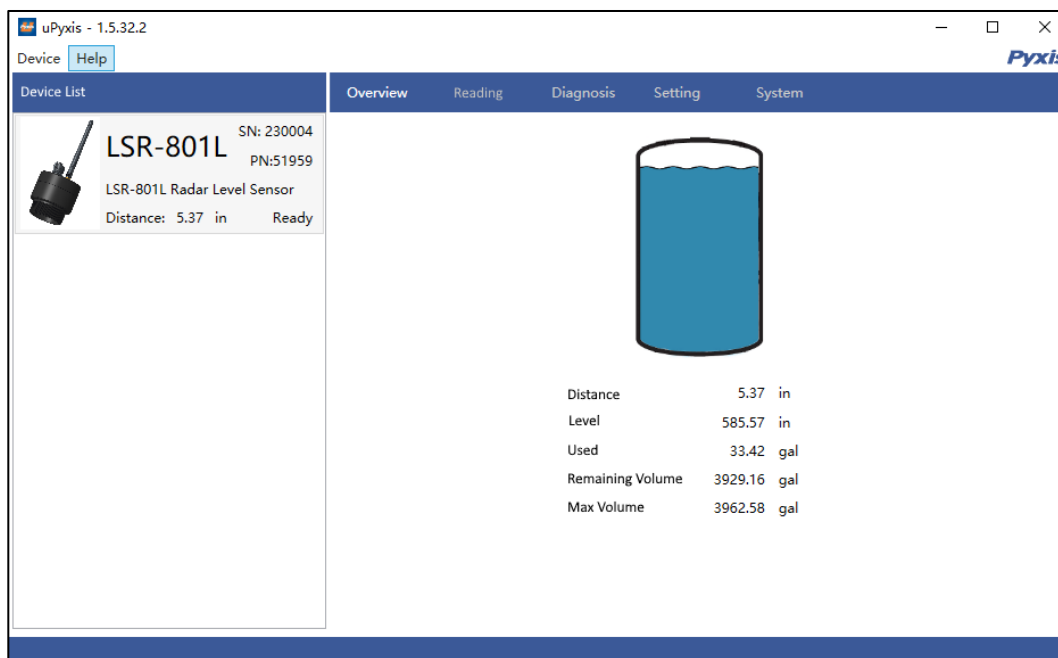 uPyxis - 1.5.32.2
Device Help
Device List
Overview Reading Diagnosis Setting System
LSR-801L
SN: 230004
PN:51959
LSR-801L Radar Level Sensor
Distance: 5.37 in Ready
Distance 5.37 in
Level 585.57 in
Used 33.42 gal
Remaining Volume 3929.16 gal
Max Volume 3962.58 gal